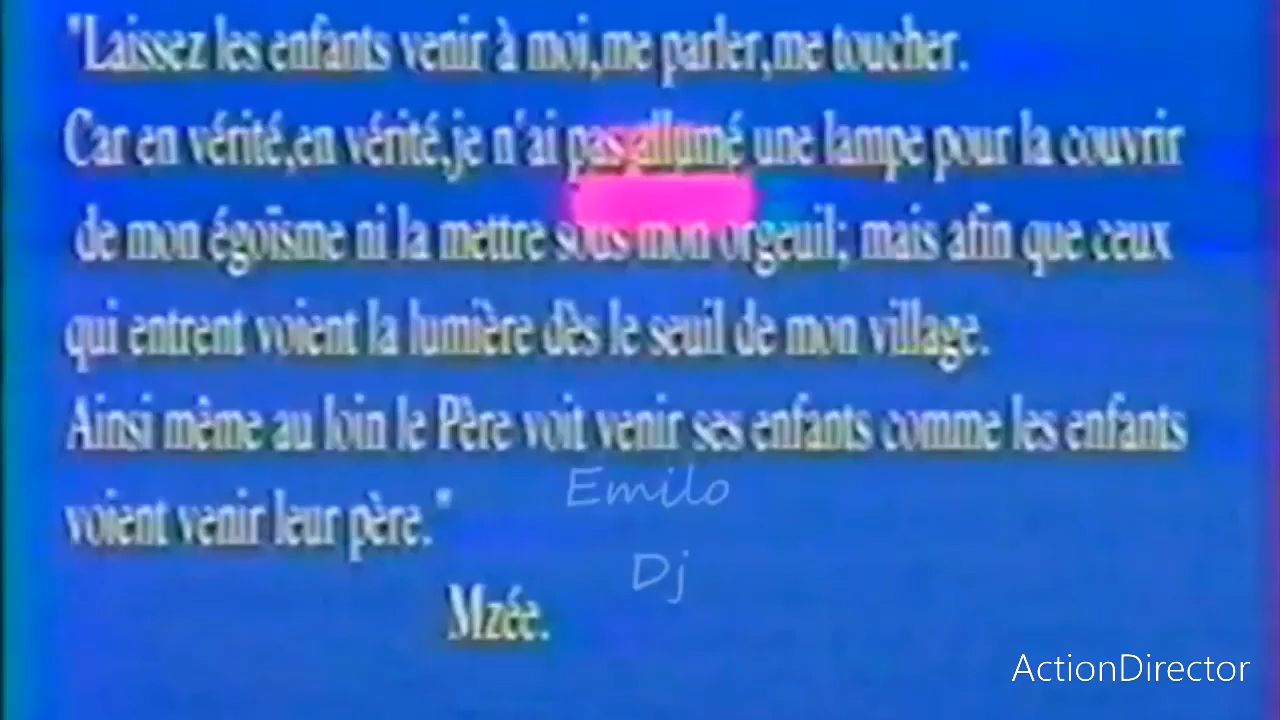 "Laissez les enfants venir à moi,me parler,me toucher.
Car en vérité,en vérité,je n'ai pas allumé une lampe pour la couvrir
de mon égoïsme ni la mettre sous mon orgeuil; mais afin que ceux
qui entrent voient la lumière dès le seuil de mon village.
Ainsi même au loin le Père voit venir ses enfants comme les enfants
voient venir leur père."
Mzée.
Emilo
Dj
ActionDirector